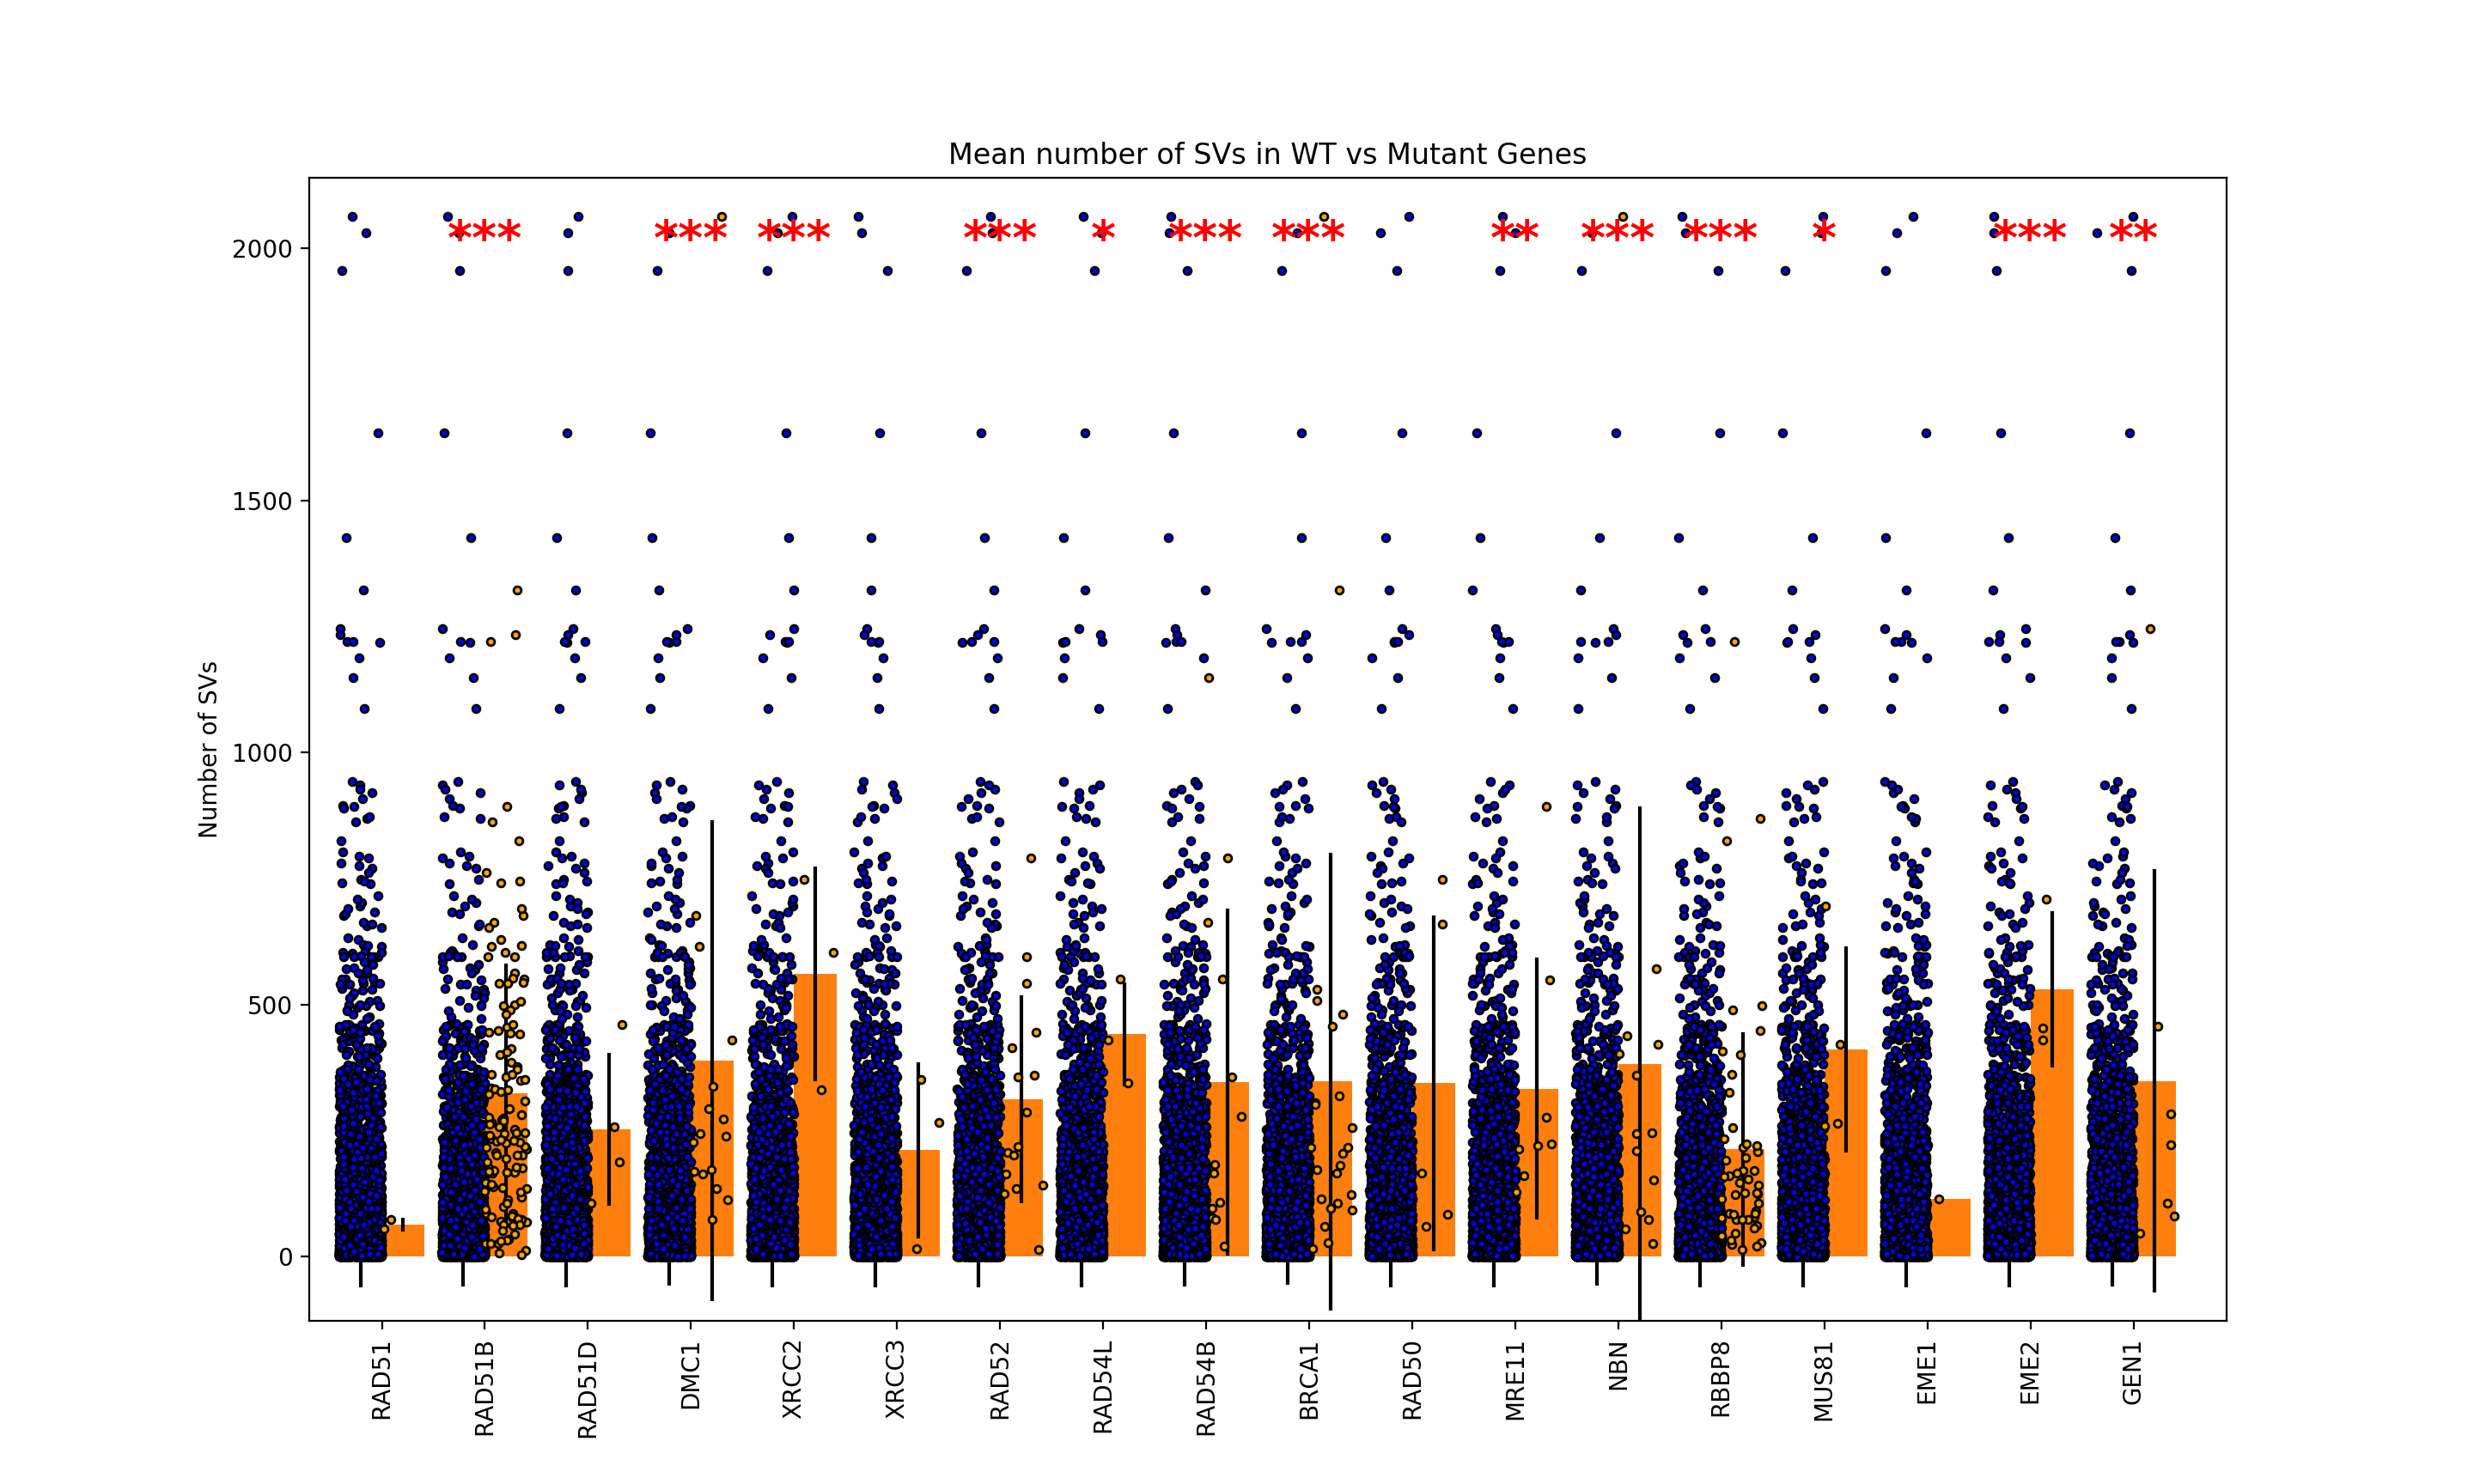 Mean number of SVs in WT vs Mutant Genes
*** *** *** *** * *** *** ** *** *** * *** **
Number of SVs
2000
1500
1000
500
0
RAD51 RAD51B RAD51D DMC1 XRCC2 XRCC3 RAD52 RAD54L RAD54B BRCA1 RAD50 MRE11 NBN RBBP8 MUS81 EME1 EME2 GEN1